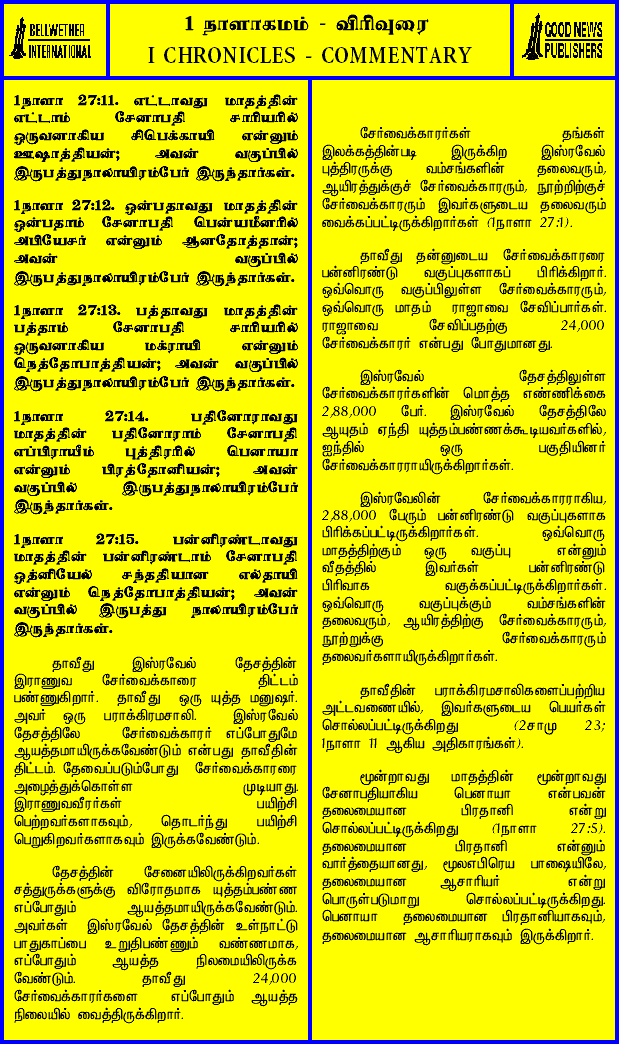 BELLWETHER
INTERNATIONAL
1 நாளாகமம் - விரிவுரை
I CHRONICLES - COMMENTARY
GOOD NEWS
PUBLISHERS
1நாளா 27:11. எட்டாவது மாதத்தின்
எட்டாம் சேனாபதி சாரியரில்
ஒருவனாகிய சிபெக்காயி என்னும்
ஊஷாத்தியன்; அவன் வகுப்பில்
இருபத்துநாலாயிரம்பேர் இருந்தார்கள்.
1நாளா 27:12. ஒன்பதாவது மாதத்தின்
ஒன்பதாம் சேனாபதி பென்யமீனரில்
அபியேசர் என்னும் ஆனதோத்தான்;
அவன் வகுப்பில்
இருபத்துநாலாயிரம்பேர் இருந்தார்கள்.
1நாளா 27:13. பத்தாவது மாதத்தின்
பத்தாம் சேனாபதி சாரியரில்
ஒருவனாகிய மக்ராயி என்னும்
நெத்தோபாத்தியன்; அவன் வகுப்பில்
இருபத்துநாலாயிரம்பேர் இருந்தார்கள்.
1நாளா 27:14. பதினோராவது
மாதத்தின் பதினோராம் சேனாபதி
எப்பிராயீம் புத்திரரில் பெனாயா
என்னும் பிரத்தோனியன்; அவன்
வகுப்பில் இருபத்துநாலாயிரம்பேர்
இருந்தார்கள்.
1நாளா 27:15. பன்னிரண்டாவது
மாதத்தின் பன்னிரண்டாம் சேனாபதி
ஒத்னியேல் சந்ததியான எல்தாயி
என்னும் நெத்தோபாத்தியன்; அவன்
வகுப்பில் இருபத்து நாலாயிரம்பேர்
இருந்தார்கள்.
தாவீது இஸ்ரவேல் தேசத்தின்
இராணுவ சேர்வைக்காரை திட்டம்
பண்ணுகிறார். தாவீது ஒரு யுத்த மனுஷர்.
அவர் ஒரு பராக்கிரமசாலி. இஸ்ரவேல்
தேசத்திலே சேர்வைக்காரர் எப்போதுமே
ஆயத்தமாயிருக்கவேண்டும் என்பது தாவீதின்
திட்டம். தேவைப்படும்போது சேர்வைக்காரரை
அழைத்துக்கொள்ள முடியாது.
இராணுவவீரர்கள் பயிற்சி
பெற்றவர்களாகவும், தொடர்ந்து பயிற்சி
பெறுகிறவர்களாகவும் இருக்கவேண்டும்.
தேசத்தின் சேனையிலிருக்கிறவர்கள்
சத்துருக்களுக்கு விரோதமாக யுத்தம்பண்ண
எப்போதும் ஆயத்தமாயிருக்கவேண்டும்.
அவர்கள் இஸ்ரவேல் தேசத்தின் உள்நாட்டு
பாதுகாப்பை உறுதிபண்ணும் வண்ணமாக,
எப்போதும் ஆயத்த நிலமையிலிருக்க
வேண்டும். தாவீது 24,000
சேர்வைக்காரர்களை எப்போதும் ஆயத்த
நிலையில் வைத்திருக்கிறார்.
சேர்வைக்காரர்கள் தங்கள்
இலக்கத்தின்படி இருக்கிற இஸ்ரவேல்
புத்திரருக்கு வம்சங்களின் தலைவரும்,
ஆயிரத்துக்குச் சேர்வைக்காரரும், நூற்றிற்குச்
சேர்வைக்காரரும் இவர்களுடைய தலைவரும்
வைக்கப்பட்டிருக்கிறார்கள் (1நாளா 27:1).
தாவீது தன்னுடைய சேர்வைக்காரரை
பன்னிரண்டு வகுப்புகளாகப் பிரிக்கிறார்.
ஒவ்வொரு வகுப்பிலுள்ள சேர்வைக்காரரும்,
ஒவ்வொரு மாதம் ராஜாவை சேவிப்பார்கள்.
ராஜாவை சேவிப்பதற்கு 24,000
சேர்வைக்காரர் என்பது போதுமானது.
இஸ்ரவேல் தேசத்திலுள்ள
சேர்வைக்காரர்களின் மொத்த எண்ணிக்கை
2,88,000 பேர். இஸ்ரவேல் தேசத்திலே
ஆயுதம் ஏந்தி யுத்தம்பண்ணக்கூடியவர்களில்,
ஐந்தில் ஒரு பகுதியினர்
சேர்வைக்காரராயிருக்கிறார்கள்.
இஸ்ரவேலின் சேர்வைக்காரராகிய,
2,88,000 பேரும் பன்னிரண்டு வகுப்புகளாக
பிரிக்கப்பட்டிருக்கிறார்கள். ஒவ்வொரு
மாதத்திற்கும் ஒரு வகுப்பு என்னும்
வீதத்தில் இவர்கள் பன்னிரண்டு
பிரிவாக வகுக்கப்பட்டிருக்கிறார்கள்.
ஒவ்வொரு வகுப்புக்கும் வம்சங்களின்
தலைவரும், ஆயிரத்திற்கு சேர்வைக்காரரும்,
நூற்றுக்கு சேர்வைக்காரரும்
தலைவர்களாயிருக்கிறார்கள்.
தாவீதின் பராக்கிரமசாலிகளைப்பற்றிய
அட்டவணையில், இவர்களுடைய பெயர்கள்
சொல்லப்பட்டிருக்கிறது (2சாமு 23;
1நாளா 11 ஆகிய அதிகாரங்கள்).
மூன்றாவது மாதத்தின் மூன்றாவது
சேனாபதியாகிய பெனாயா என்பவன்
தலைமையான பிரதானி என்று
சொல்லப்பட்டிருக்கிறது (1நாளா 27:5).
தலைமையான பிரதானி என்னும்
வார்த்தையானது, மூலஎபிரெய பாஷையிலே,
தலைமையான ஆசாரியர் என்று
பொருள்படுமாறு சொல்லப்பட்டிருக்கிறது.
பெனாயா தலைமையான பிரதானியாகவும்,
தலைமையான ஆசாரியராகவும் இருக்கிறார்.